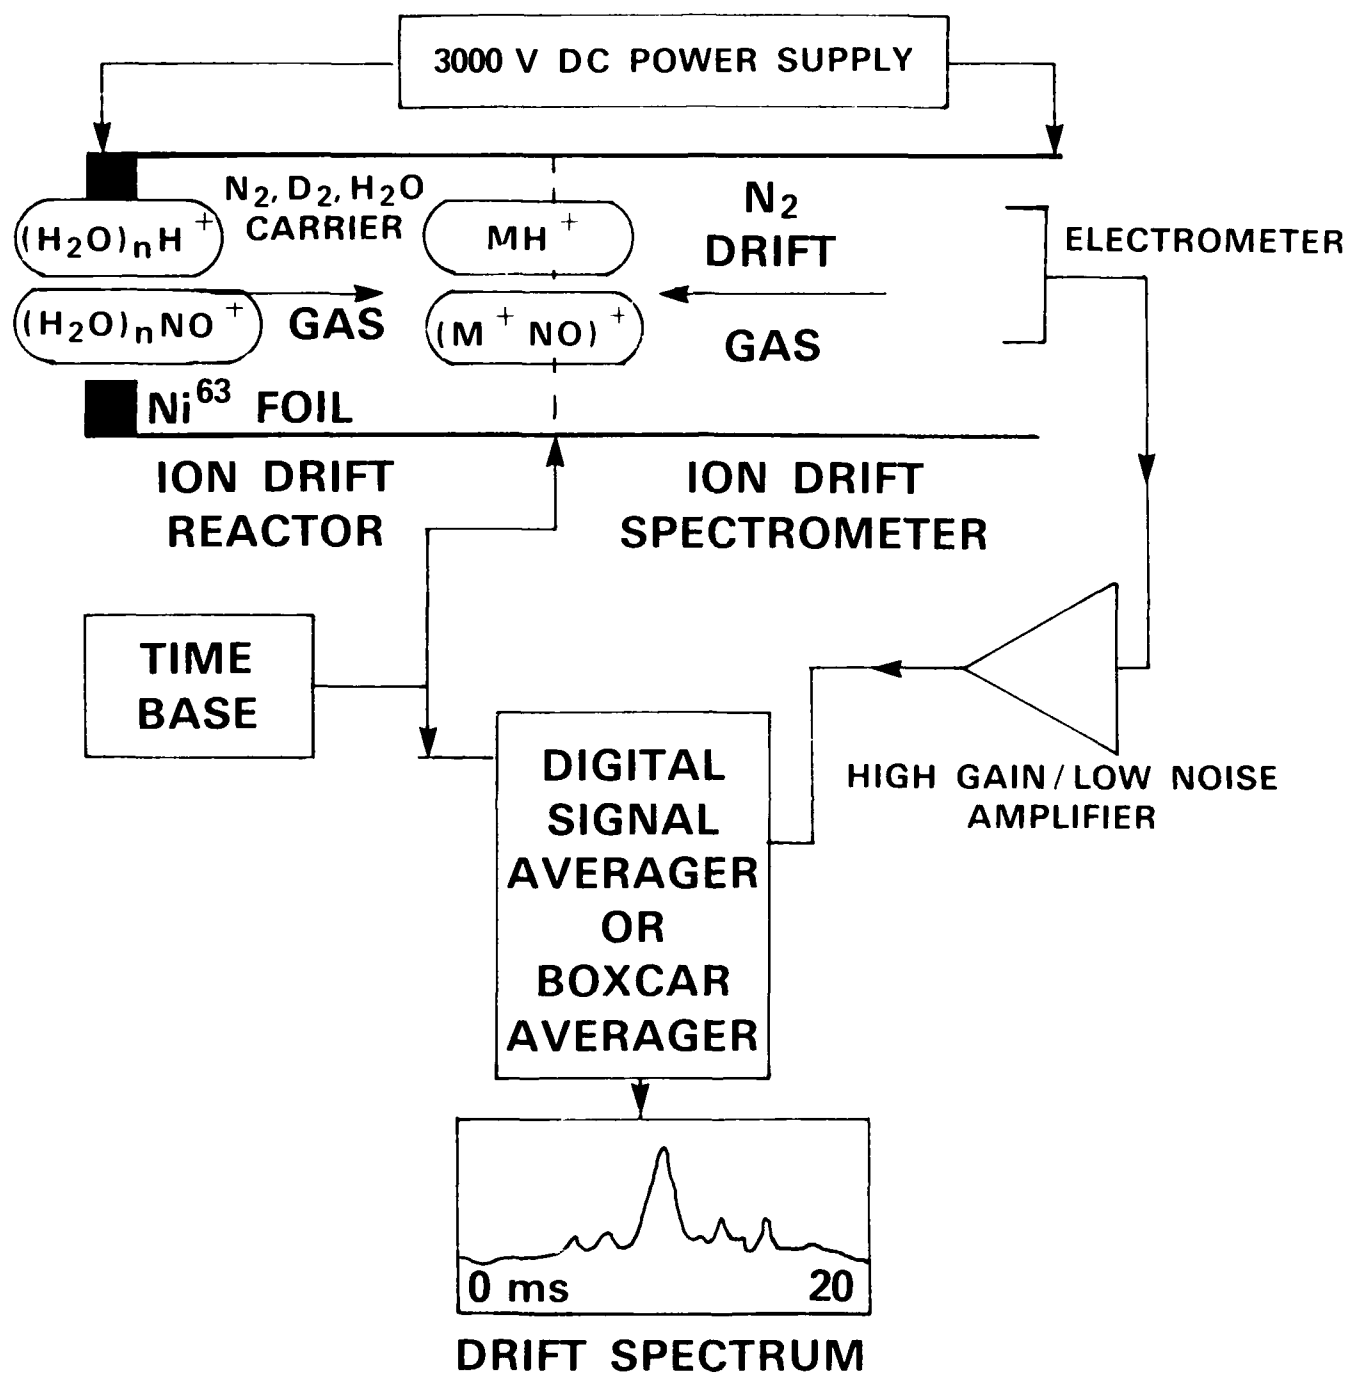 3000 V DC POWER SUPPLY
N2, D2, H2O
CARRIER
(H2O)nH+
(H2O)nNO+
GAS
MH+
(M+ NO)+
N2
DRIFT
GAS
ELECTROMETER
Ni63 FOIL
ION DRIFT
REACTOR
ION DRIFT
SPECTROMETER
TIME
BASE
DIGITAL
SIGNAL
AVERAGER
OR
BOXCAR
AVERAGER
HIGH GAIN/LOW NOISE
AMPLIFIER
0 ms
20
DRIFT SPECTRUM